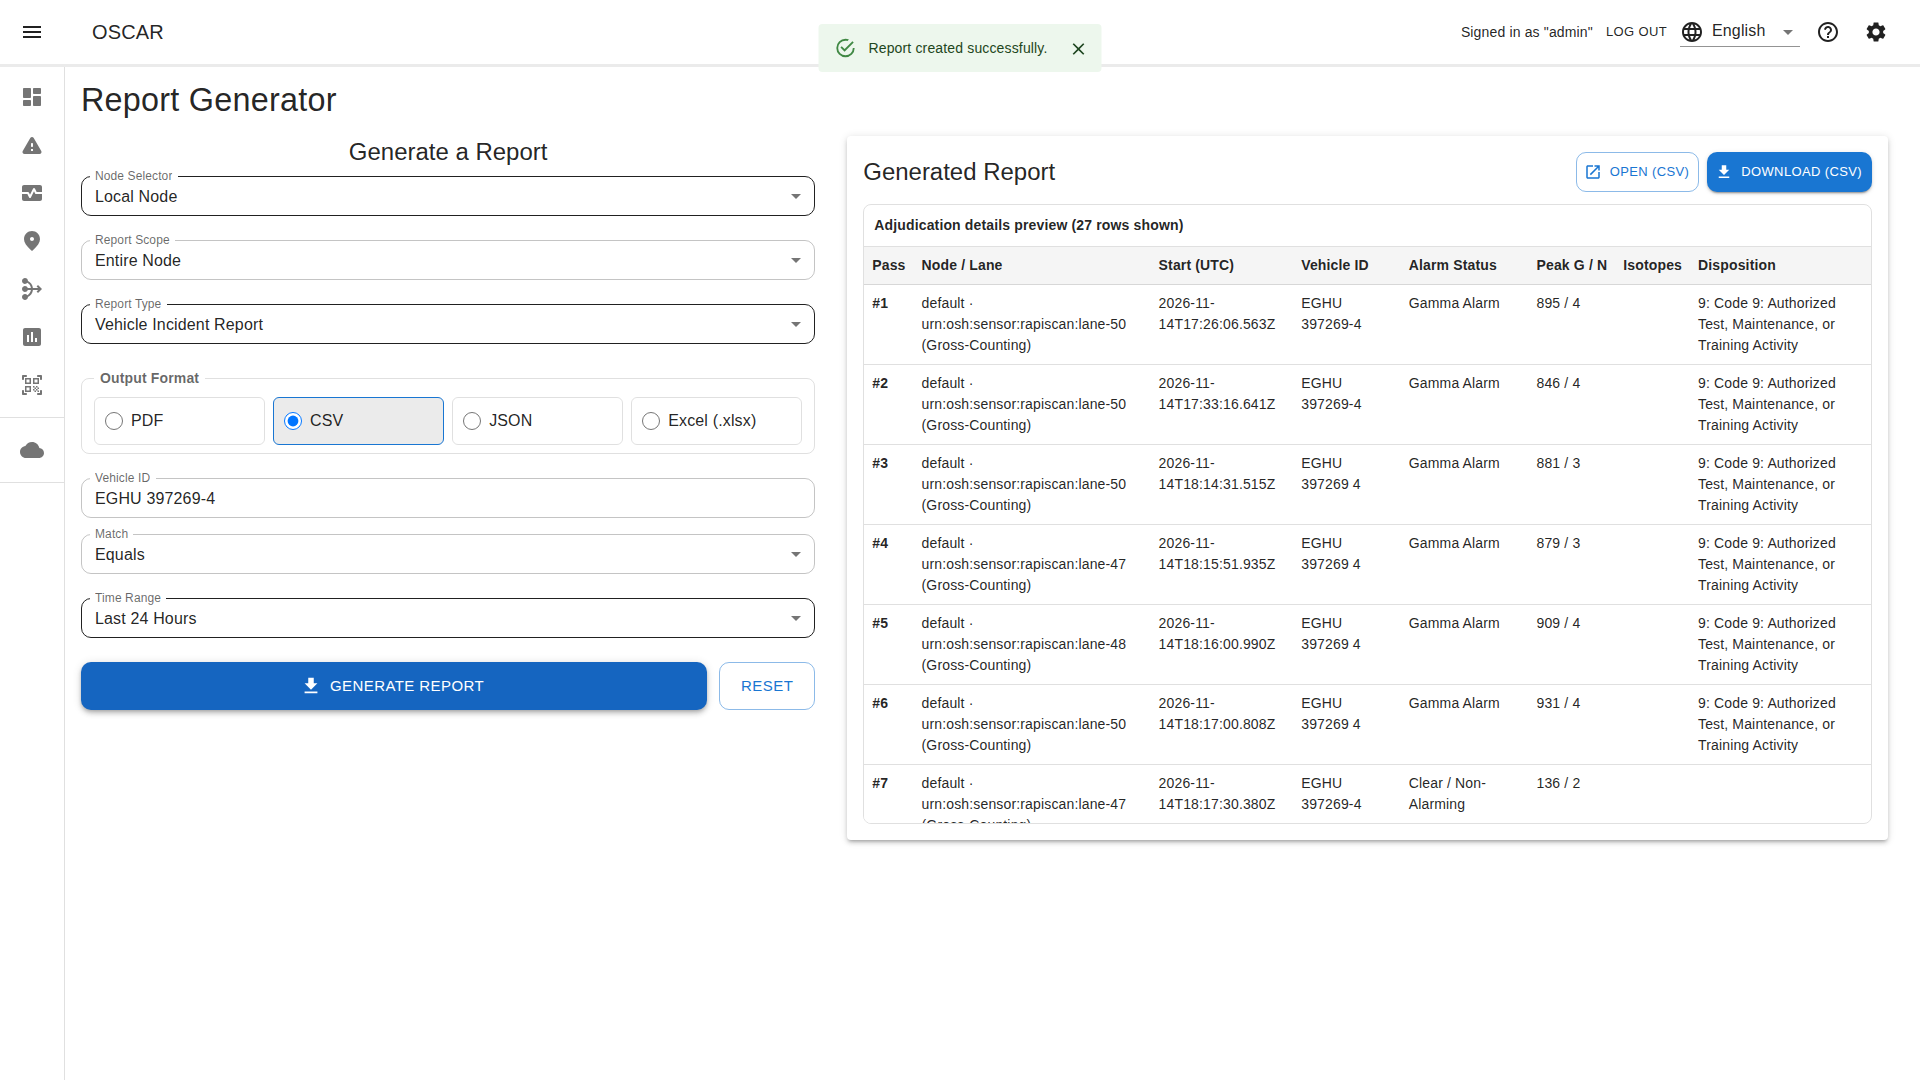 OSCAR
Report created successfully.
Signed in as "admin"
LOG OUT
English
Report Generator
Generate a Report
Node Selector
Local Node
Report Scope
Entire Node
Report Type
Vehicle Incident Report
Output Format
PDF
CSV
JSON
Excel (.xlsx)
Vehicle ID
EGHU 397269-4
Match
Equals
Time Range
Last 24 Hours
GENERATE REPORT
RESET
Generated Report
OPEN (CSV)
DOWNLOAD (CSV)
Adjudication details preview (27 rows shown)
Pass Node / Lane Start (UTC) Vehicle ID Alarm Status Peak G / N Isotopes Disposition
#1 default · 2026-11- EGHU Gamma Alarm 895 / 4 9: Code 9: Authorized
urn:osh:sensor:rapiscan:lane-50 14T17:26:06.563Z 397269-4 Test, Maintenance, or
(Gross-Counting) Training Activity
#2 default · 2026-11- EGHU Gamma Alarm 846 / 4 9: Code 9: Authorized
urn:osh:sensor:rapiscan:lane-50 14T17:33:16.641Z 397269-4 Test, Maintenance, or
(Gross-Counting) Training Activity
#3 default · 2026-11- EGHU Gamma Alarm 881 / 3 9: Code 9: Authorized
urn:osh:sensor:rapiscan:lane-50 14T18:14:31.515Z 397269 4 Test, Maintenance, or
(Gross-Counting) Training Activity
#4 default · 2026-11- EGHU Gamma Alarm 879 / 3 9: Code 9: Authorized
urn:osh:sensor:rapiscan:lane-47 14T18:15:51.935Z 397269 4 Test, Maintenance, or
(Gross-Counting) Training Activity
#5 default · 2026-11- EGHU Gamma Alarm 909 / 4 9: Code 9: Authorized
urn:osh:sensor:rapiscan:lane-48 14T18:16:00.990Z 397269 4 Test, Maintenance, or
(Gross-Counting) Training Activity
#6 default · 2026-11- EGHU Gamma Alarm 931 / 4 9: Code 9: Authorized
urn:osh:sensor:rapiscan:lane-50 14T18:17:00.808Z 397269 4 Test, Maintenance, or
(Gross-Counting) Training Activity
#7 default · 2026-11- EGHU Clear / Non- 136 / 2
urn:osh:sensor:rapiscan:lane-47 14T18:17:30.380Z 397269-4 Alarming
(Gross-Counting)